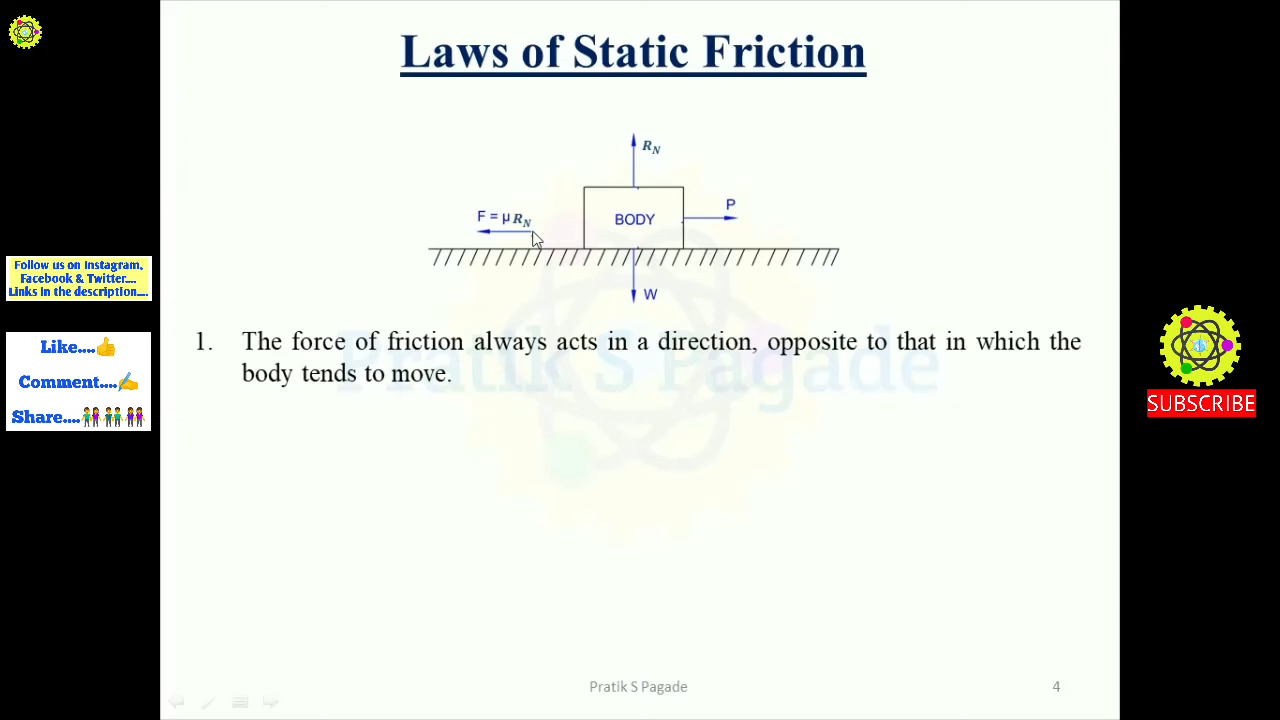 Laws of Static Friction
R_N
F = μ R_N
BODY
P
W
Follow us on Instagram,
Facebook & Twitter....
Links in the description....
Like....👍
Comment....✍
Share....👫👬👭
1. The force of friction always acts in a direction, opposite to that in which the
body tends to move.
Pratik S Pagade
SUBSCRIBE
Pratik S Pagade
4